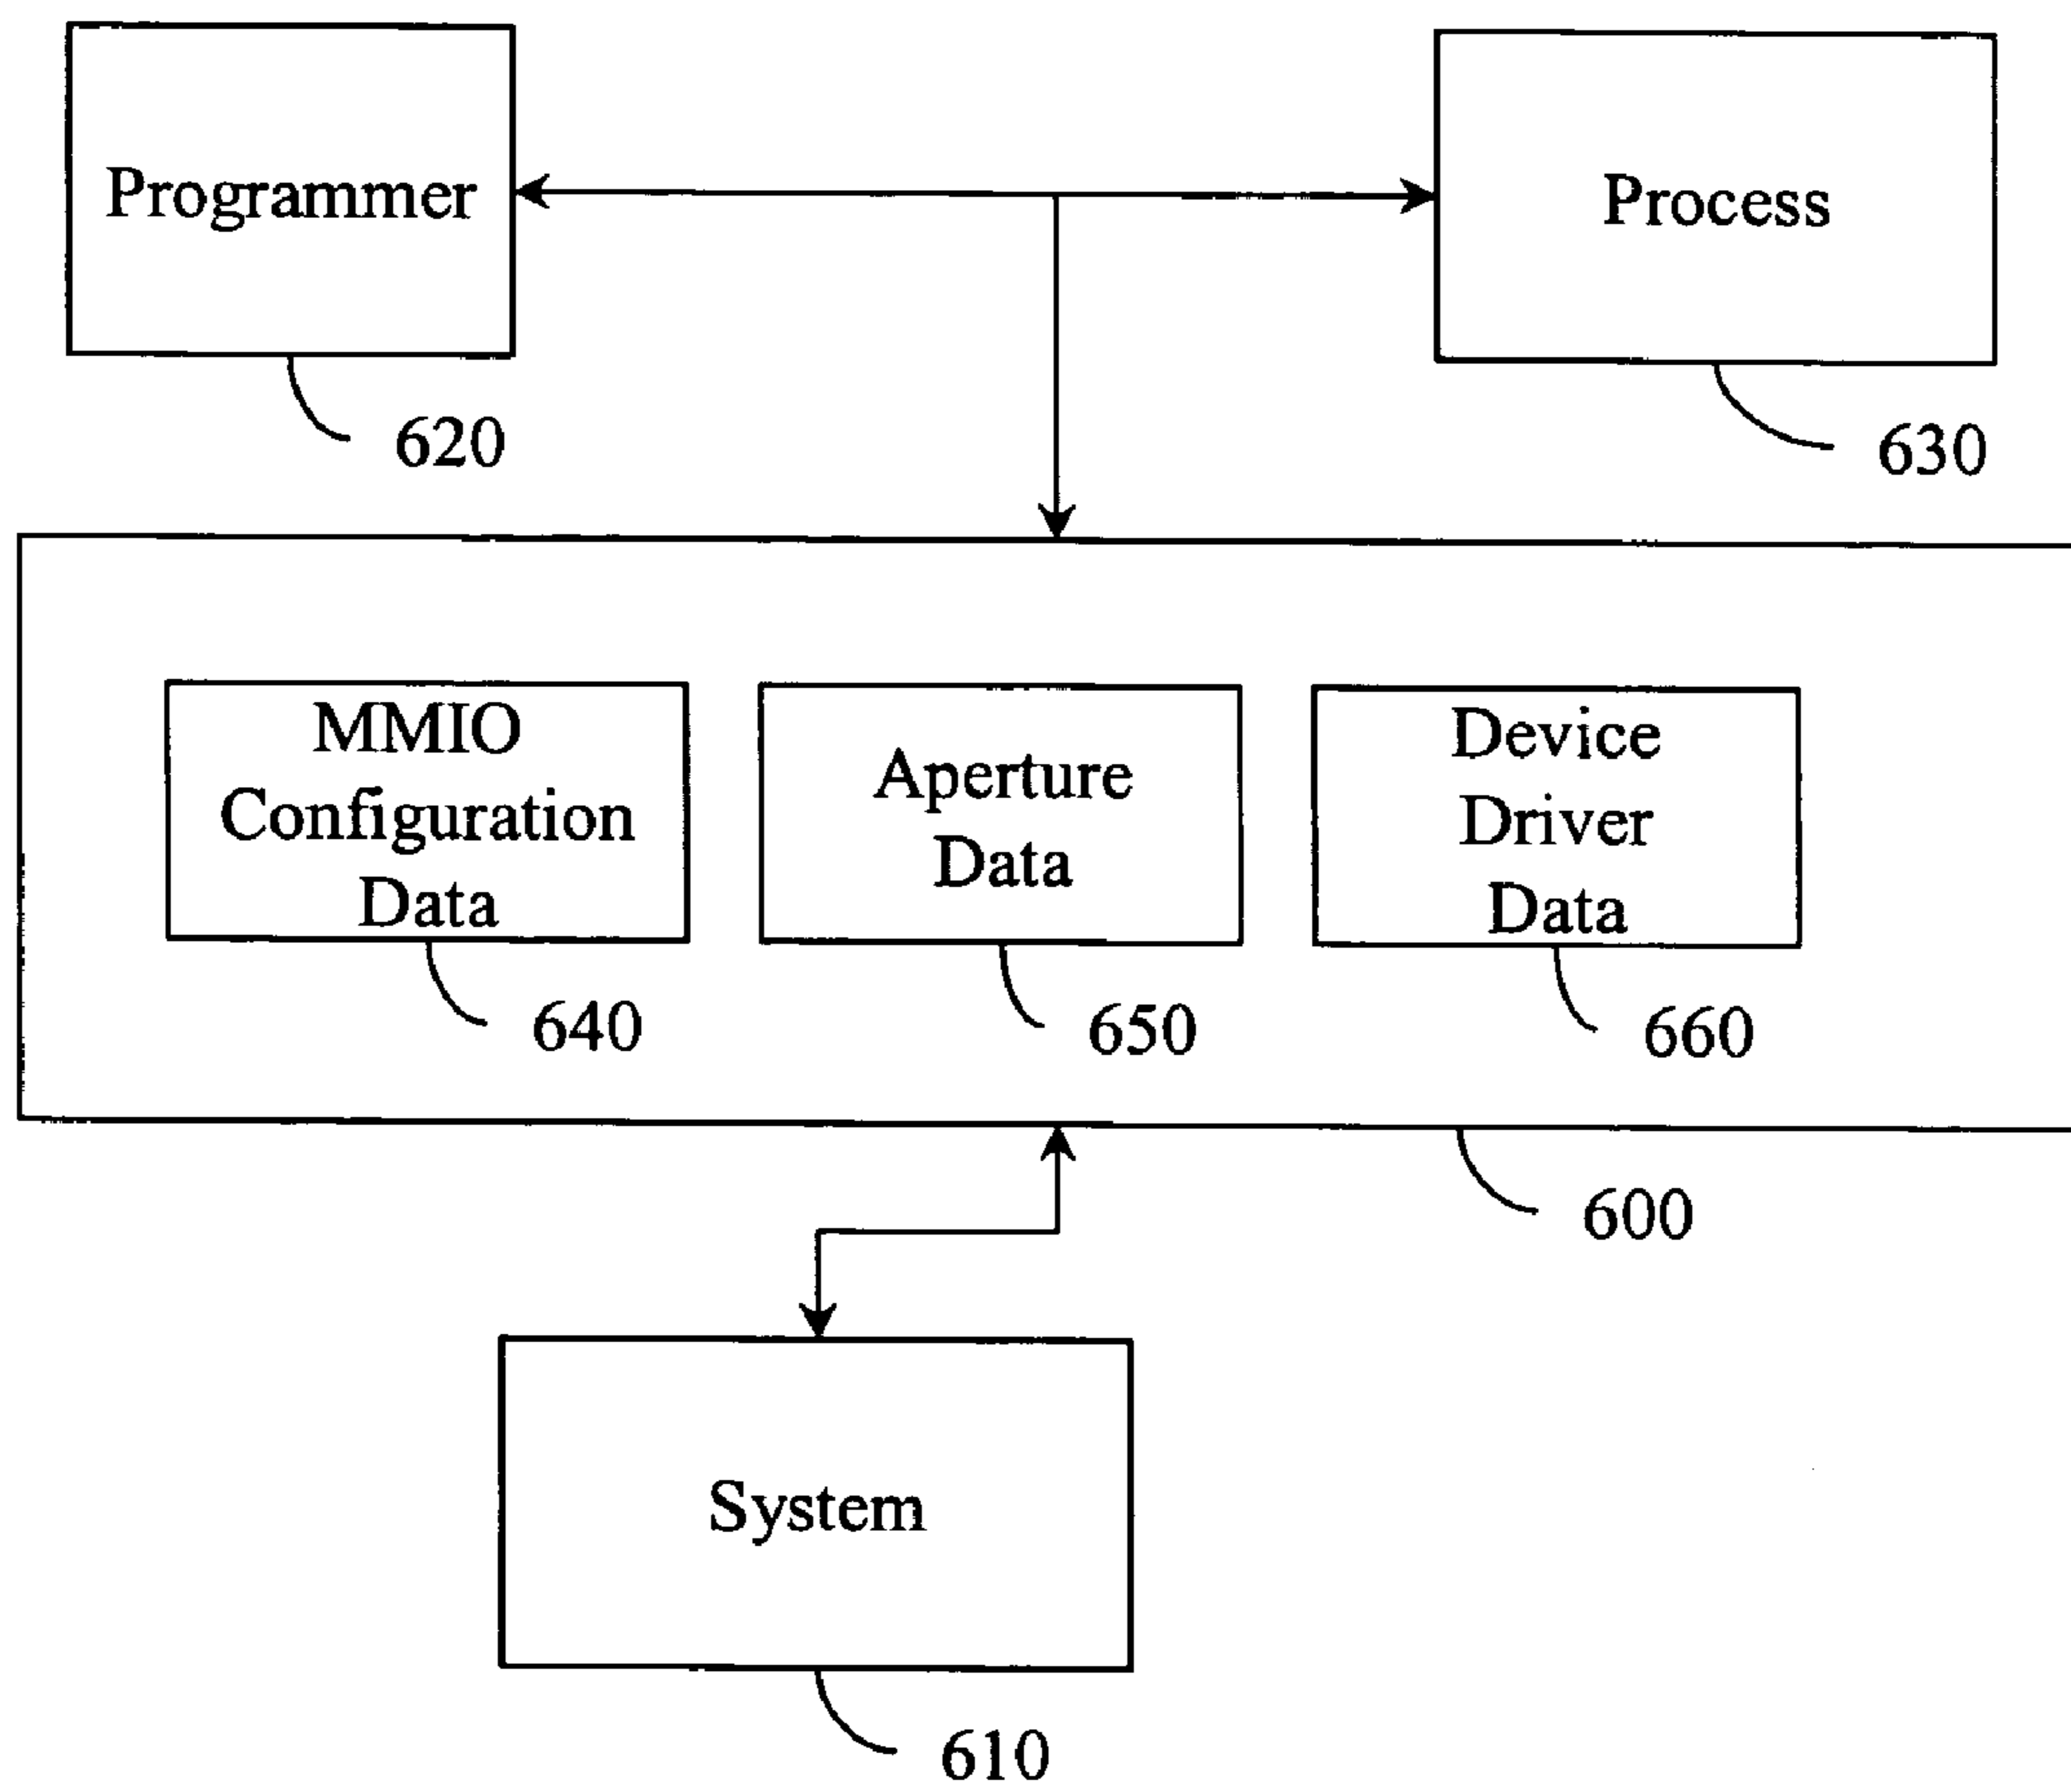 Programmer
Process
620
630
MMIO
Configuration
Data
Aperture
Data
Device
Driver
Data
640
650
660
600
System
610